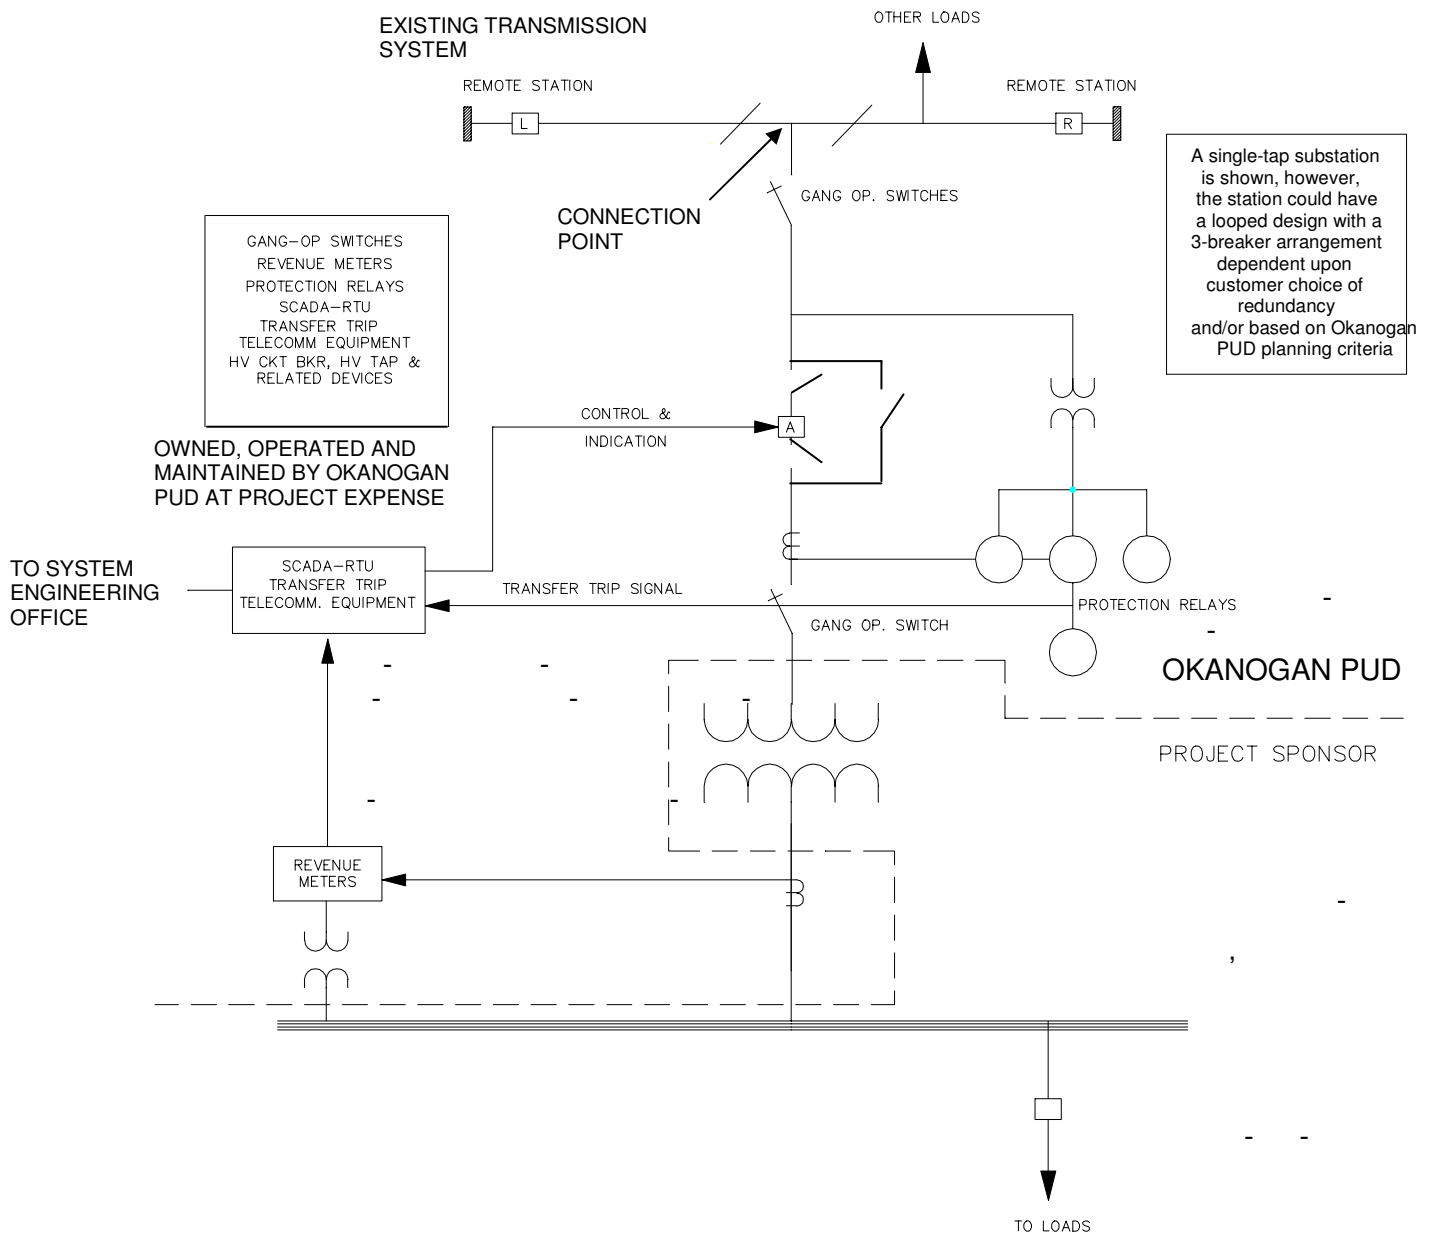 EXISTING TRANSMISSION
SYSTEM
OTHER LOADS
REMOTE STATION
REMOTE STATION
L
R
GANG OP. SWITCHES
CONNECTION
POINT
A single-tap substation
is shown, however,
the station could have
a looped design with a
3-breaker arrangement
dependent upon
customer choice of
redundancy
and/or based on Okanogan
PUD planning criteria
GANG-OP SWITCHES
REVENUE METERS
PROTECTION RELAYS
SCADA-RTU
TRANSFER TRIP
TELECOMM EQUIPMENT
HV CKT BKR, HV TAP &
RELATED DEVICES
OWNED, OPERATED AND
MAINTAINED BY OKANOGAN
PUD AT PROJECT EXPENSE
CONTROL &
INDICATION
A
TO SYSTEM
ENGINEERING
OFFICE
SCADA-RTU
TRANSFER TRIP
TELECOMM. EQUIPMENT
TRANSFER TRIP SIGNAL
PROTECTION RELAYS
GANG OP. SWITCH
OKANOGAN PUD
PROJECT SPONSOR
REVENUE
METERS
TO LOADS